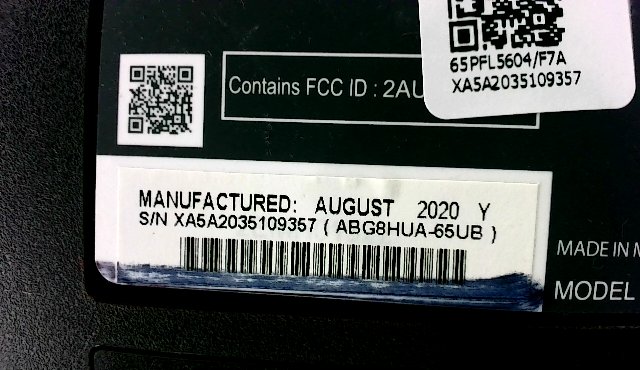 65PFL5604/F7A
XA5A2035109357
Contains FCC ID : 2AU
MANUFACTURED: AUGUST 2020 Y
S/N XA5A2035109357 ( ABG8HUA-65UB )
MADE IN M
MODEL